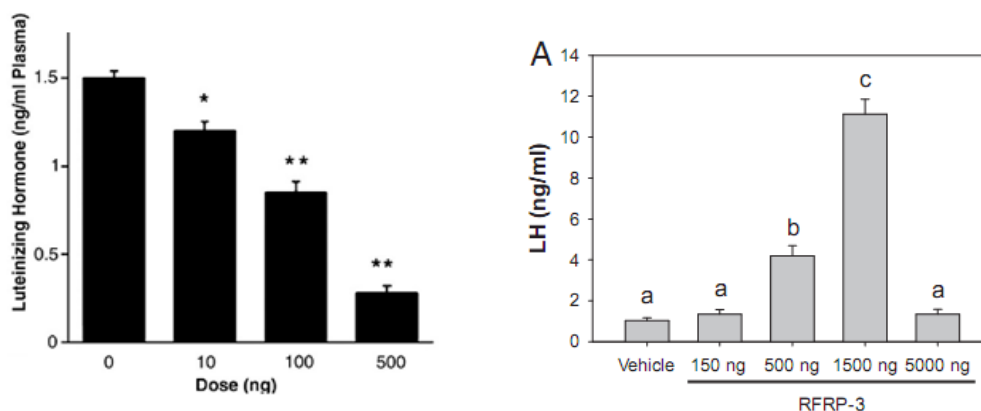 Luteinizing Hormone (ng/ml Plasma)
1.5
1
0.5
0
*
**
**
0 10 100 500
Dose (ng)
A
LH (ng/ml)
14
12
10
8
6
4
2
0
a a b c a
Vehicle 150 ng 500 ng 1500 ng 5000 ng
RFRP-3